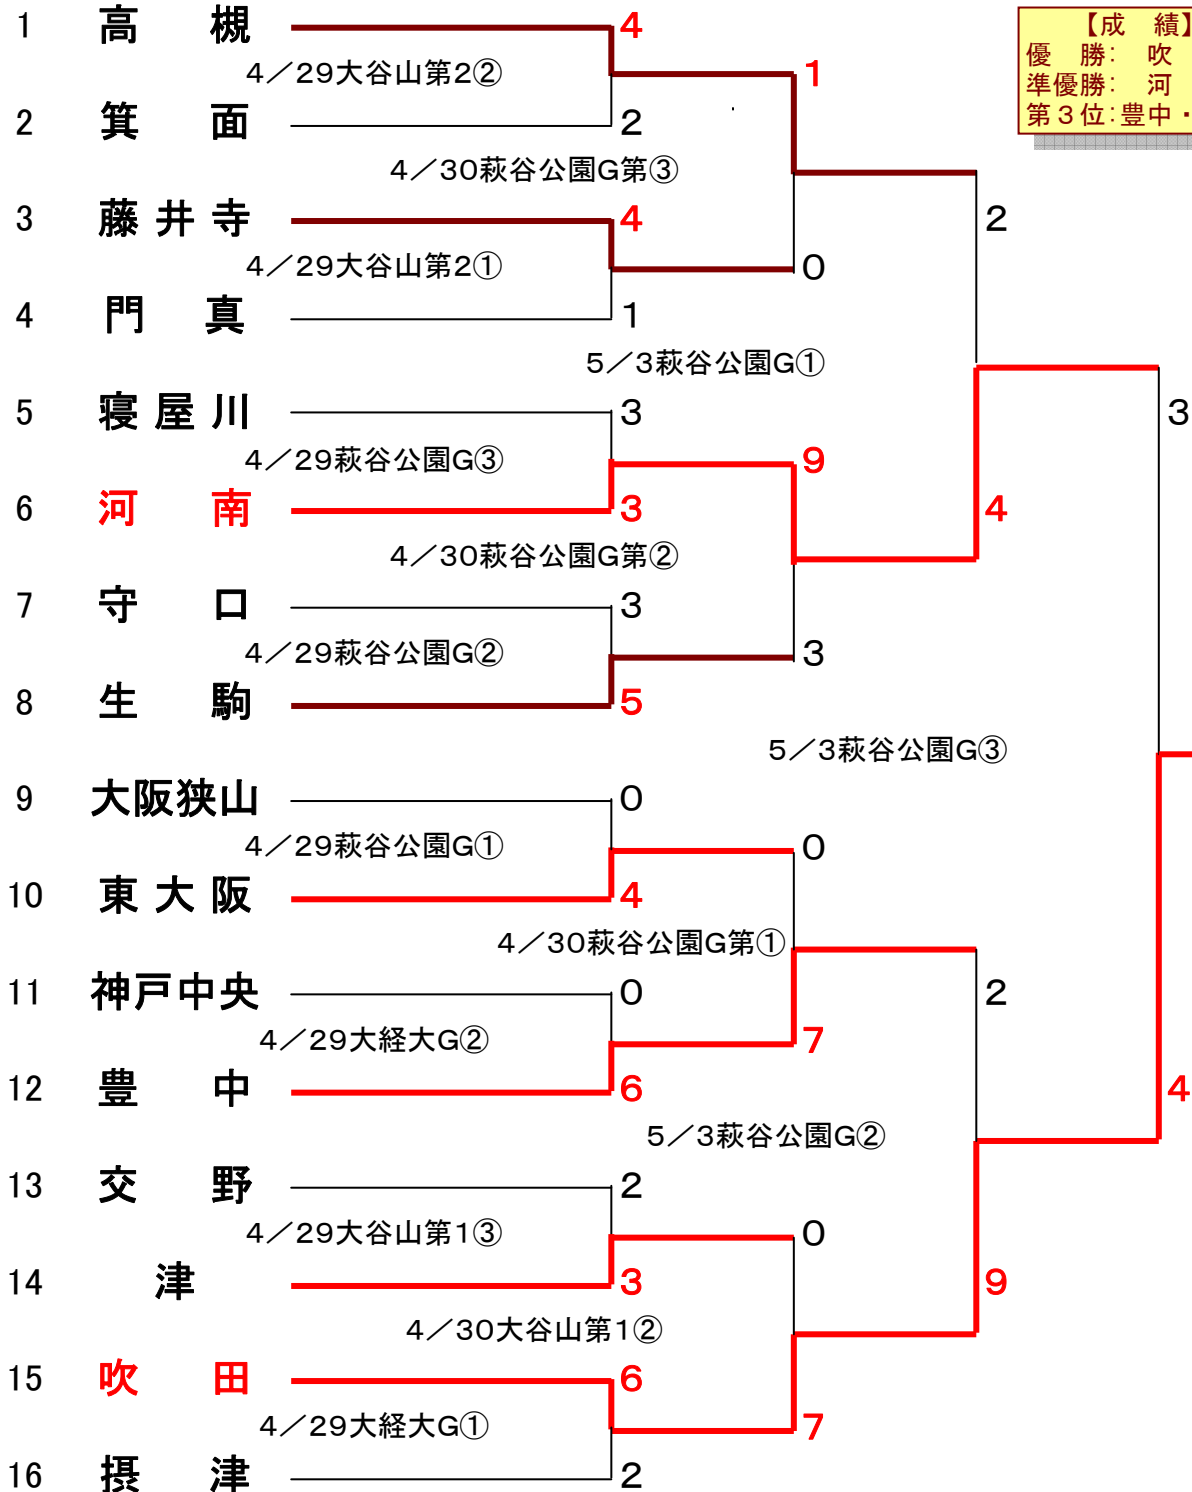 【成　績】
優　勝：　吹
準優勝：　河
第３位：豊中・
1 高　槻 4
4／29大谷山第2② 1
2 箕　面 2
4／30萩谷公園G第③
3 藤井寺 4 2
4／29大谷山第2① 0
4 門　真 1
5／3萩谷公園G①
5 寝屋川 3 3
4／29萩谷公園G③ 9
6 河　南 3 4
4／30萩谷公園G第②
7 守　口 3
4／29萩谷公園G② 3
8 生　駒 5
5／3萩谷公園G③
9 大阪狭山 0
4／29萩谷公園G① 0
10 東大阪 4
4／30萩谷公園G第①
11 神戸中央 0 2
4／29大経大G② 7
12 豊　中 6 4
5／3萩谷公園G②
13 交　野 2
4／29大谷山第1③ 0
14 津 3 9
4／30大谷山第1②
15 吹　田 6
4／29大経大G① 7
16 摂　津 2